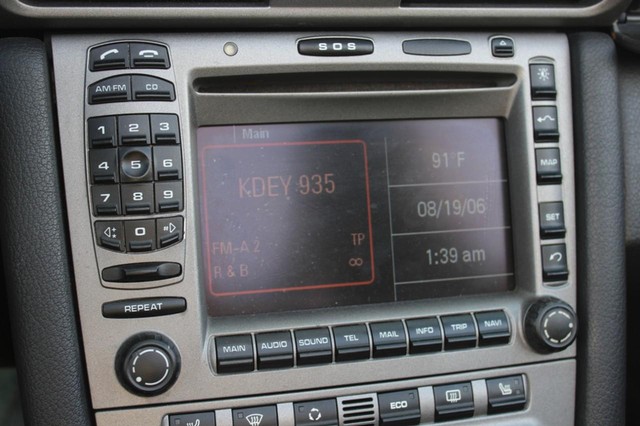 SOS
AM FM CD
1 2 3
4 5 6
7 8 9
0
REPEAT
Main
KDEY 935
FM-A 2 TP
R & B ∞
91° F
08/19/06
1:39 am
MAP
SET
MAIN AUDIO SOUND TEL MAIL INFO TRIP NAVI
ECO